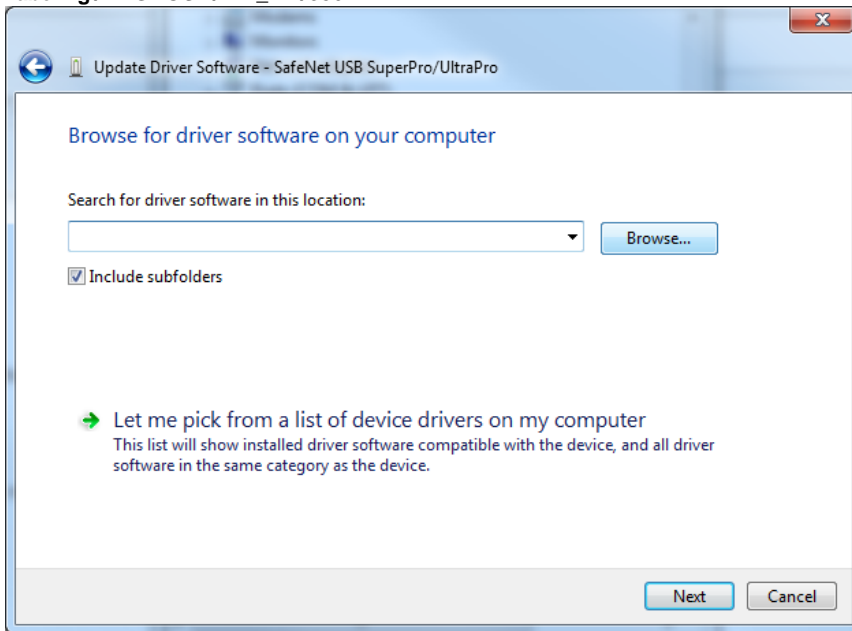 Update Driver Software - SafeNet USB SuperPro/UltraPro
Browse for driver software on your computer
Search for driver software in this location:
Browse...
Include subfolders
Let me pick from a list of device drivers on my computer
This list will show installed driver software compatible with the device, and all driver
software in the same category as the device.
Next Cancel